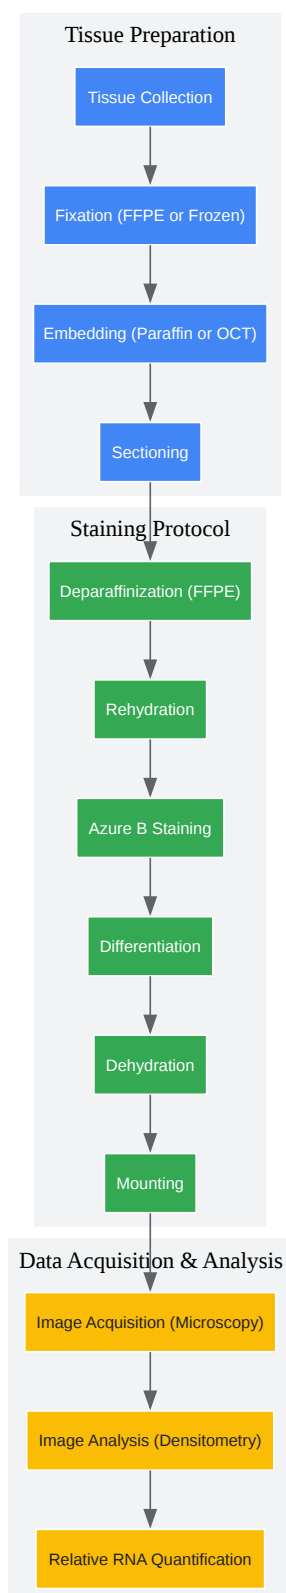 Tissue Preparation
Tissue Collection
Fixation (FFPE or Frozen)
Embedding (Paraffin or OCT)
Sectioning
Staining Protocol
Deparaffinization (FFPE)
Rehydration
Azure B Staining
Differentiation
Dehydration
Mounting
Data Acquisition & Analysis
Image Acquisition (Microscopy)
Image Analysis (Densitometry)
Relative RNA Quantification